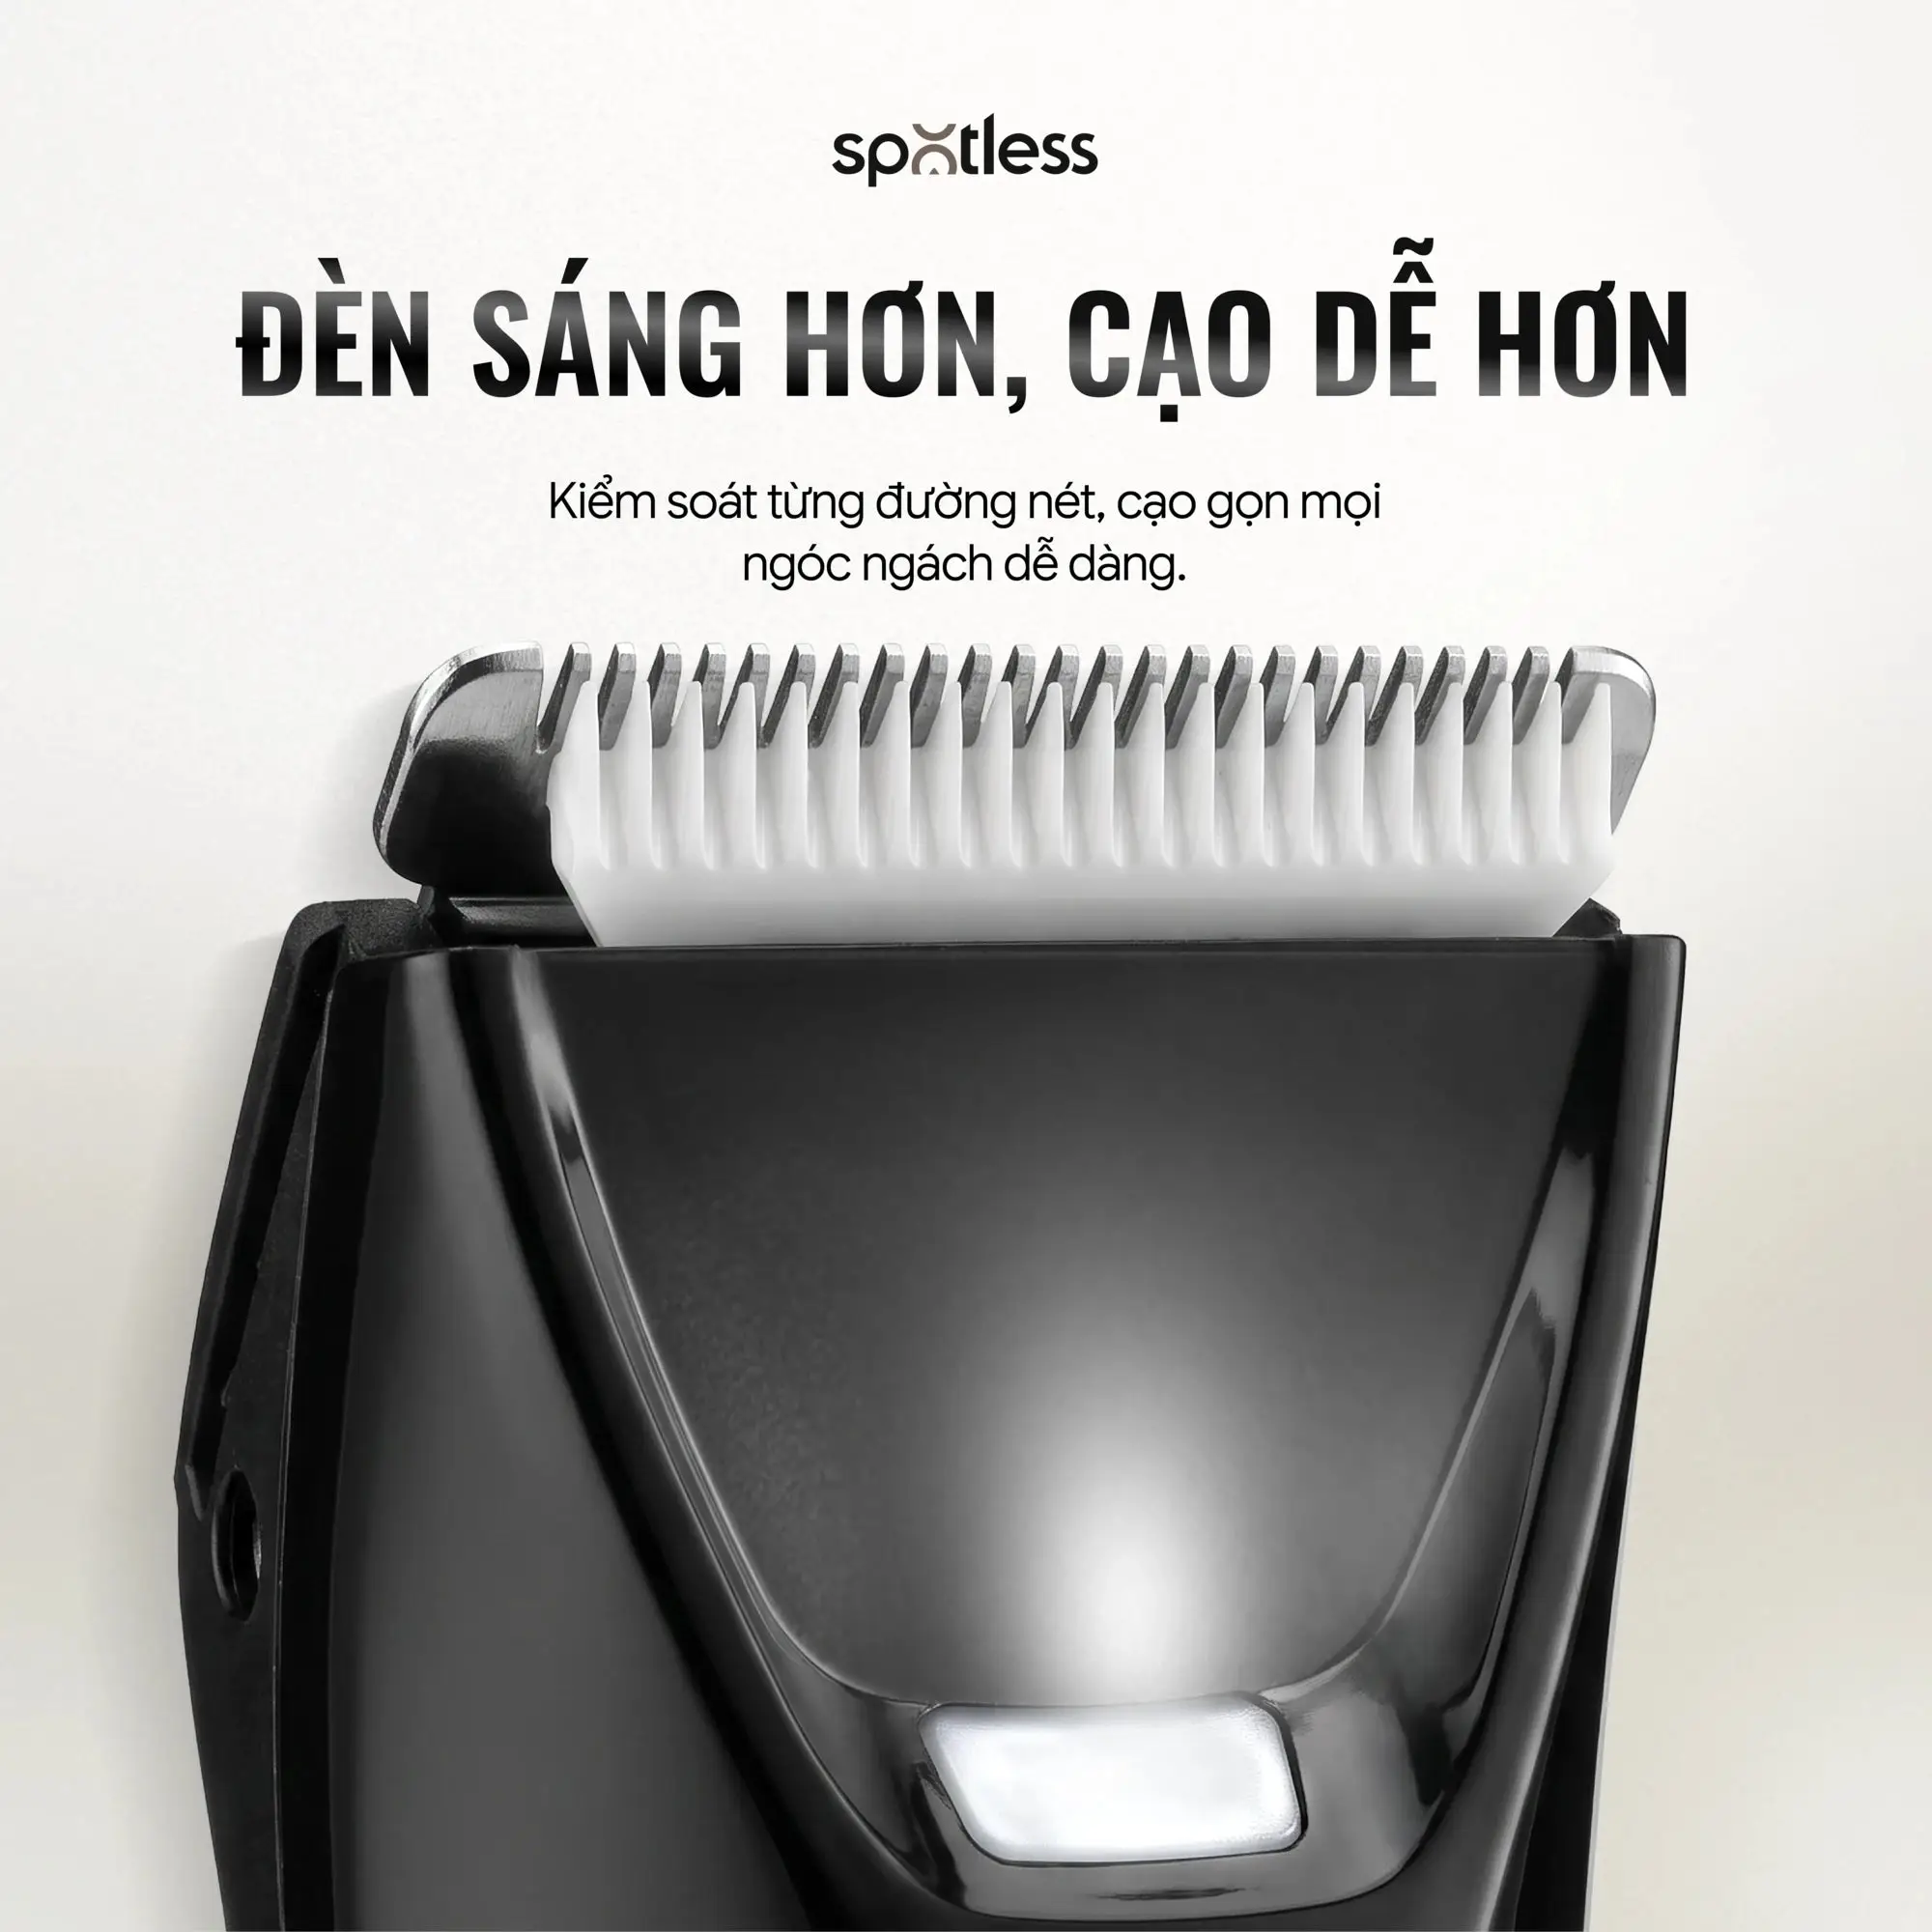 spotless
ĐÈN SÁNG HƠN, CẠO DỄ HƠN
Kiểm soát từng đường nét, cạo gọn mọi
ngóc ngách dễ dàng.